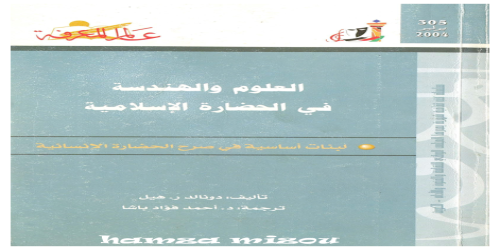 عالم المعرفة
305
2004
العلوم والهندسة
في الحضارة الإسلامية
لبنات أساسية في صرح الحضارة الإنسانية
تأليف: دونالد ر. هيل
ترجمة: د. أحمد فؤاد باشا
hamza mizou